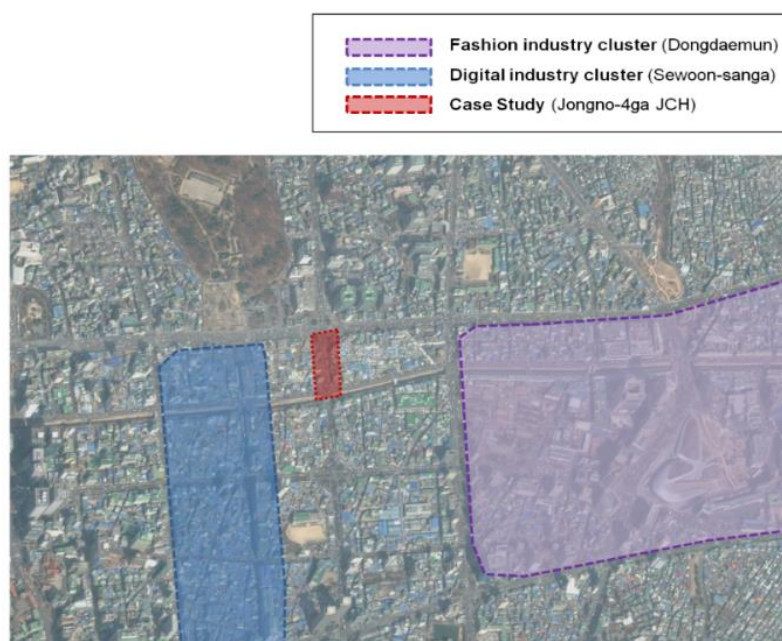 Fashion industry cluster (Dongdaemun)
Digital industry cluster (Sewoon-sanga)
Case Study (Jongno-4ga JCH)